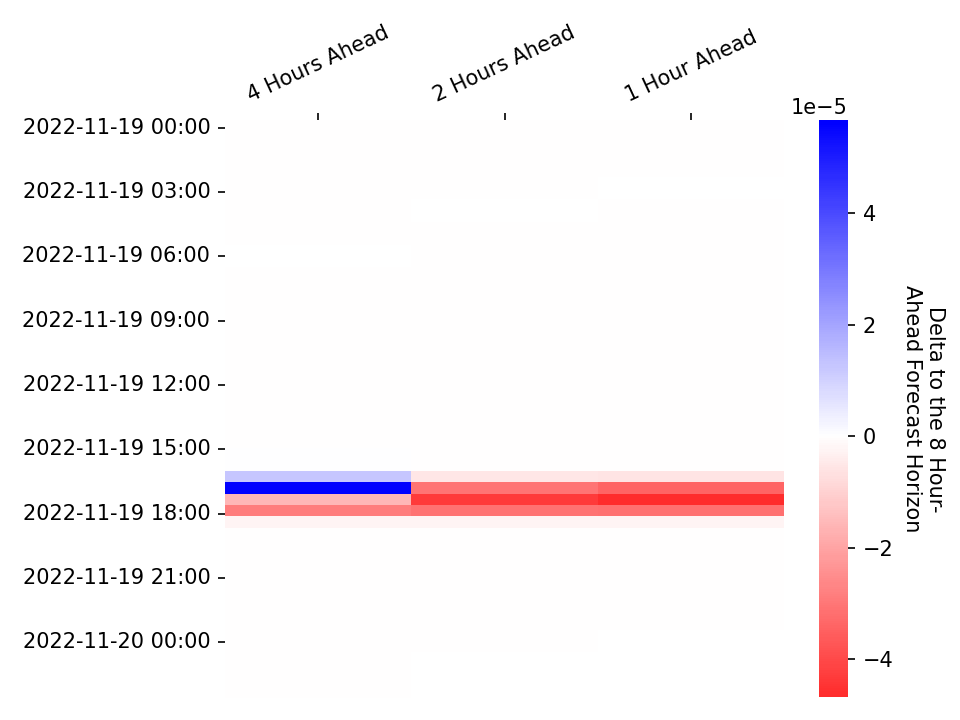 4 Hours Ahead
2 Hours Ahead
1 Hour Ahead
1e−5
2022-11-19 00:00
2022-11-19 03:00
2022-11-19 06:00
2022-11-19 09:00
2022-11-19 12:00
2022-11-19 15:00
2022-11-19 18:00
2022-11-19 21:00
2022-11-20 00:00
4
2
0
−2
−4
Delta to the 8 Hour-
Ahead Forecast Horizon